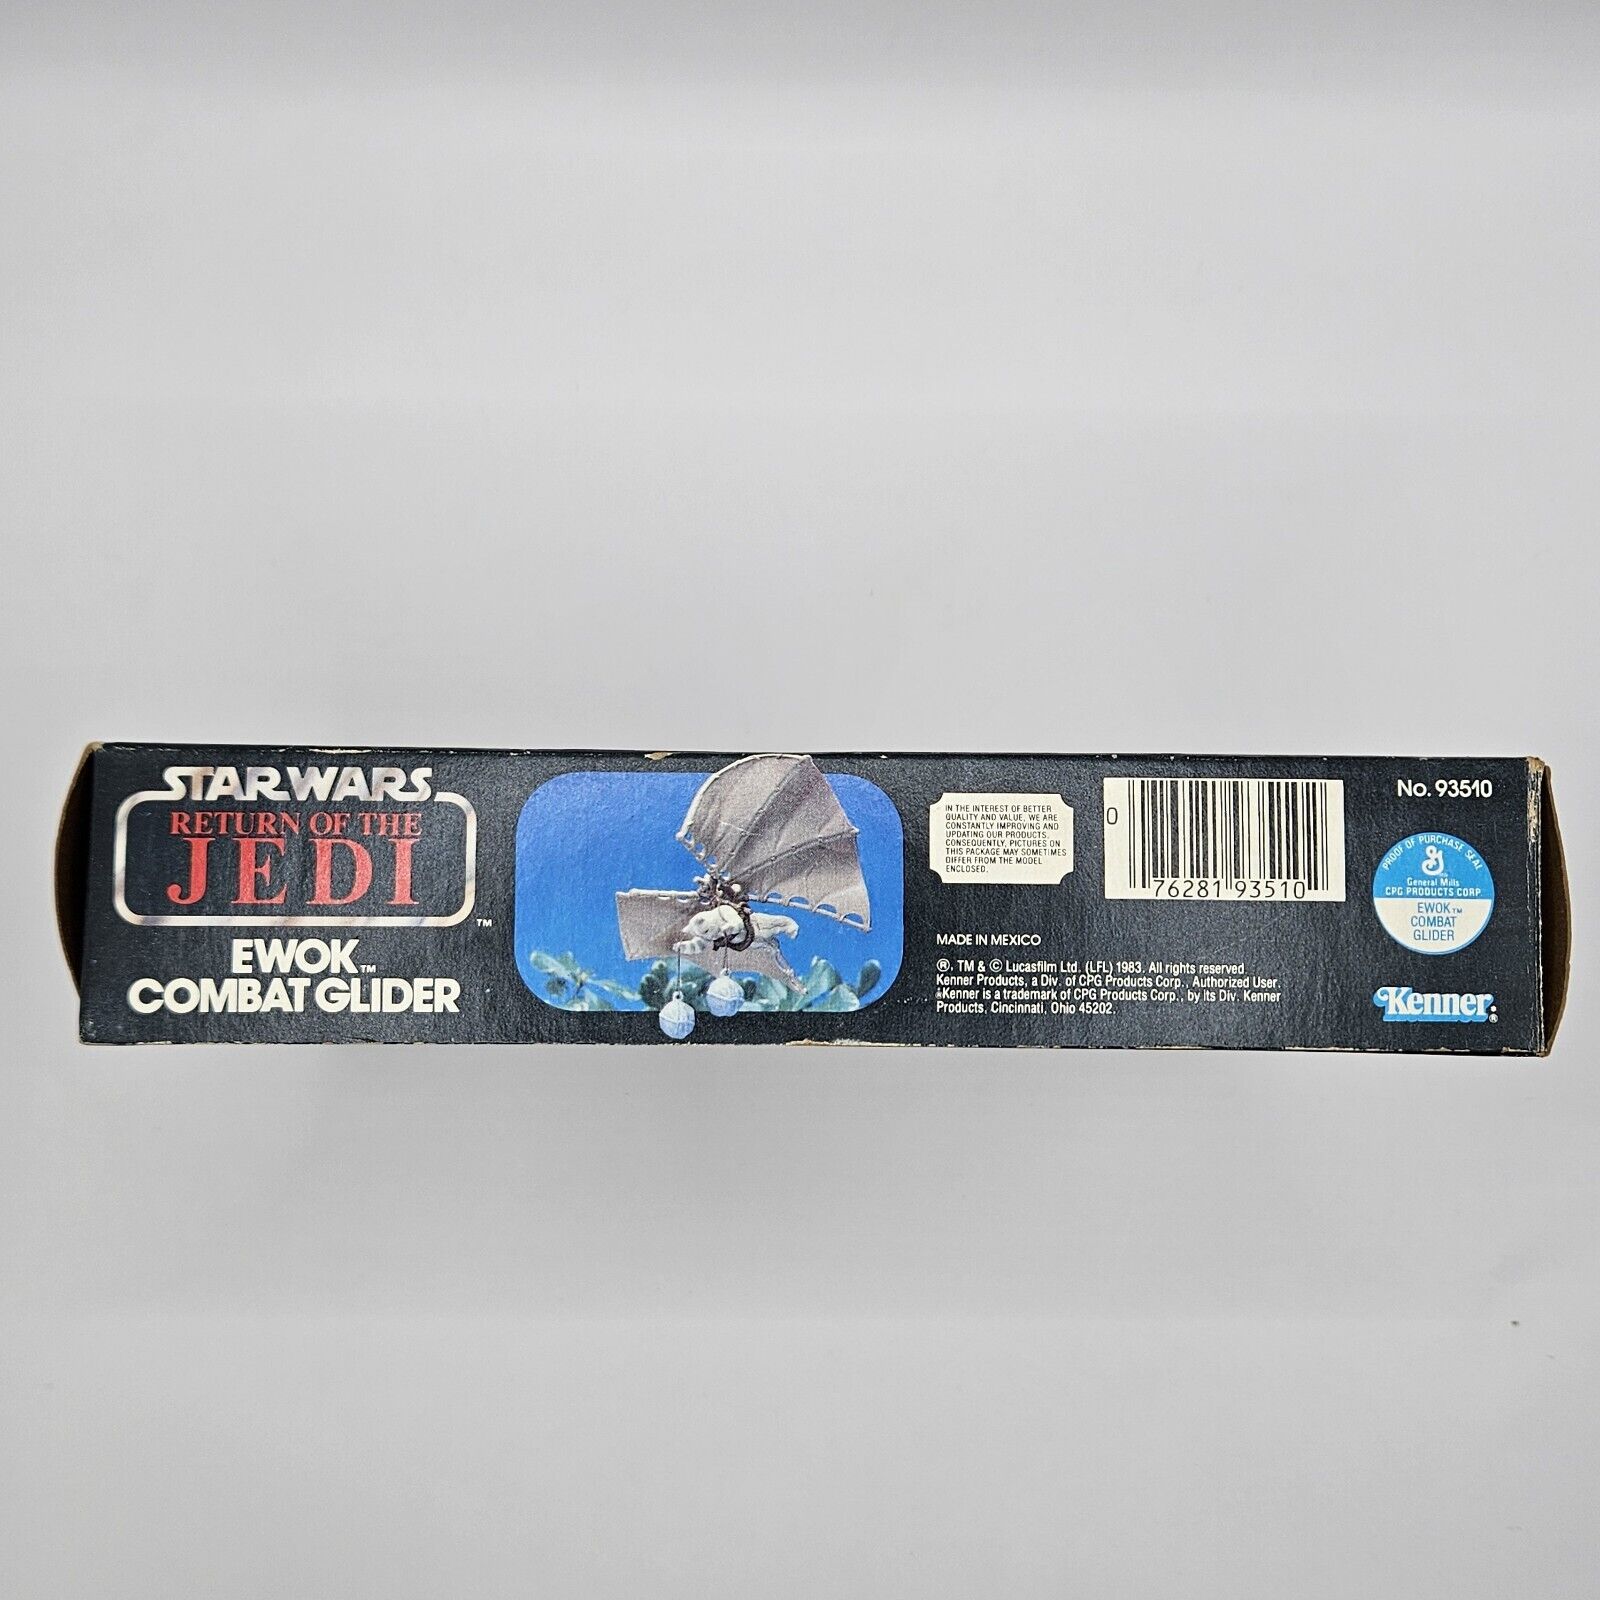 STAR WARS
RETURN OF THE
JEDI
™
EWOK™
COMBAT GLIDER
IN THE INTEREST OF BETTER
QUALITY AND VALUE, WE ARE
CONSTANTLY IMPROVING AND
UPDATING OUR PRODUCTS.
CONSEQUENTLY, PICTURES ON
THIS PACKAGE MAY SOMETIMES
DIFFER FROM THE MODEL
ENCLOSED.
MADE IN MEXICO
®, TM & © Lucasfilm Ltd. (LFL) 1983. All rights reserved.
Kenner Products, a Div. of CPG Products Corp., Authorized User.
Kenner is a trademark of CPG Products Corp., by its Div. Kenner
Products, Cincinnati, Ohio 45202.
0 76281 93510
No. 93510
PROOF OF PURCHASE SEAL
G
General Mills
CPG PRODUCTS CORP.
EWOK™
COMBAT
GLIDER
Kenner®